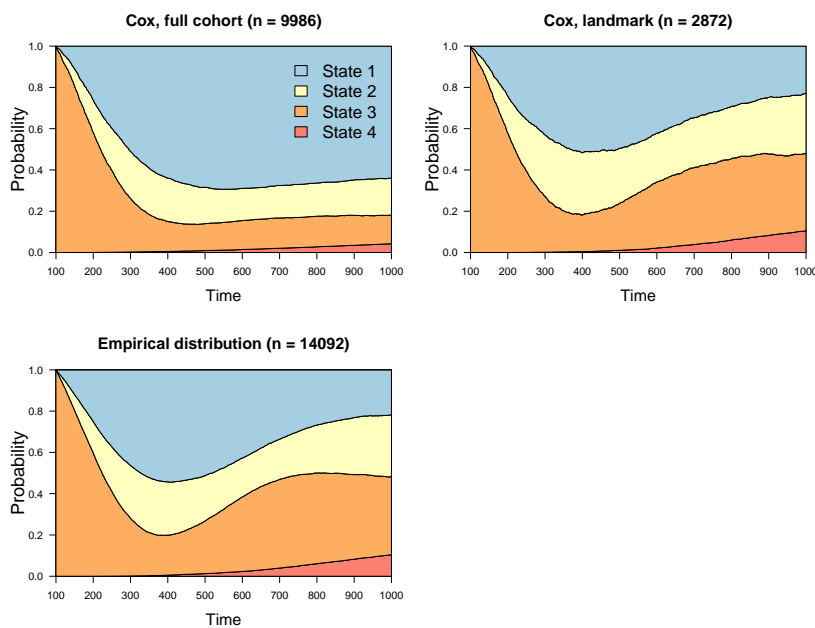 Cox, full cohort (n = 9986)
Probability
1.0
0.8
0.6
0.4
0.2
0.0
State 1
State 2
State 3
State 4
100 200 300 400 500 600 700 800 900 1000
Time
Cox, landmark (n = 2872)
Probability
1.0
0.8
0.6
0.4
0.2
0.0
100 200 300 400 500 600 700 800 900 1000
Time
Empirical distribution (n = 14092)
Probability
1.0
0.8
0.6
0.4
0.2
0.0
100 200 300 400 500 600 700 800 900 1000
Time